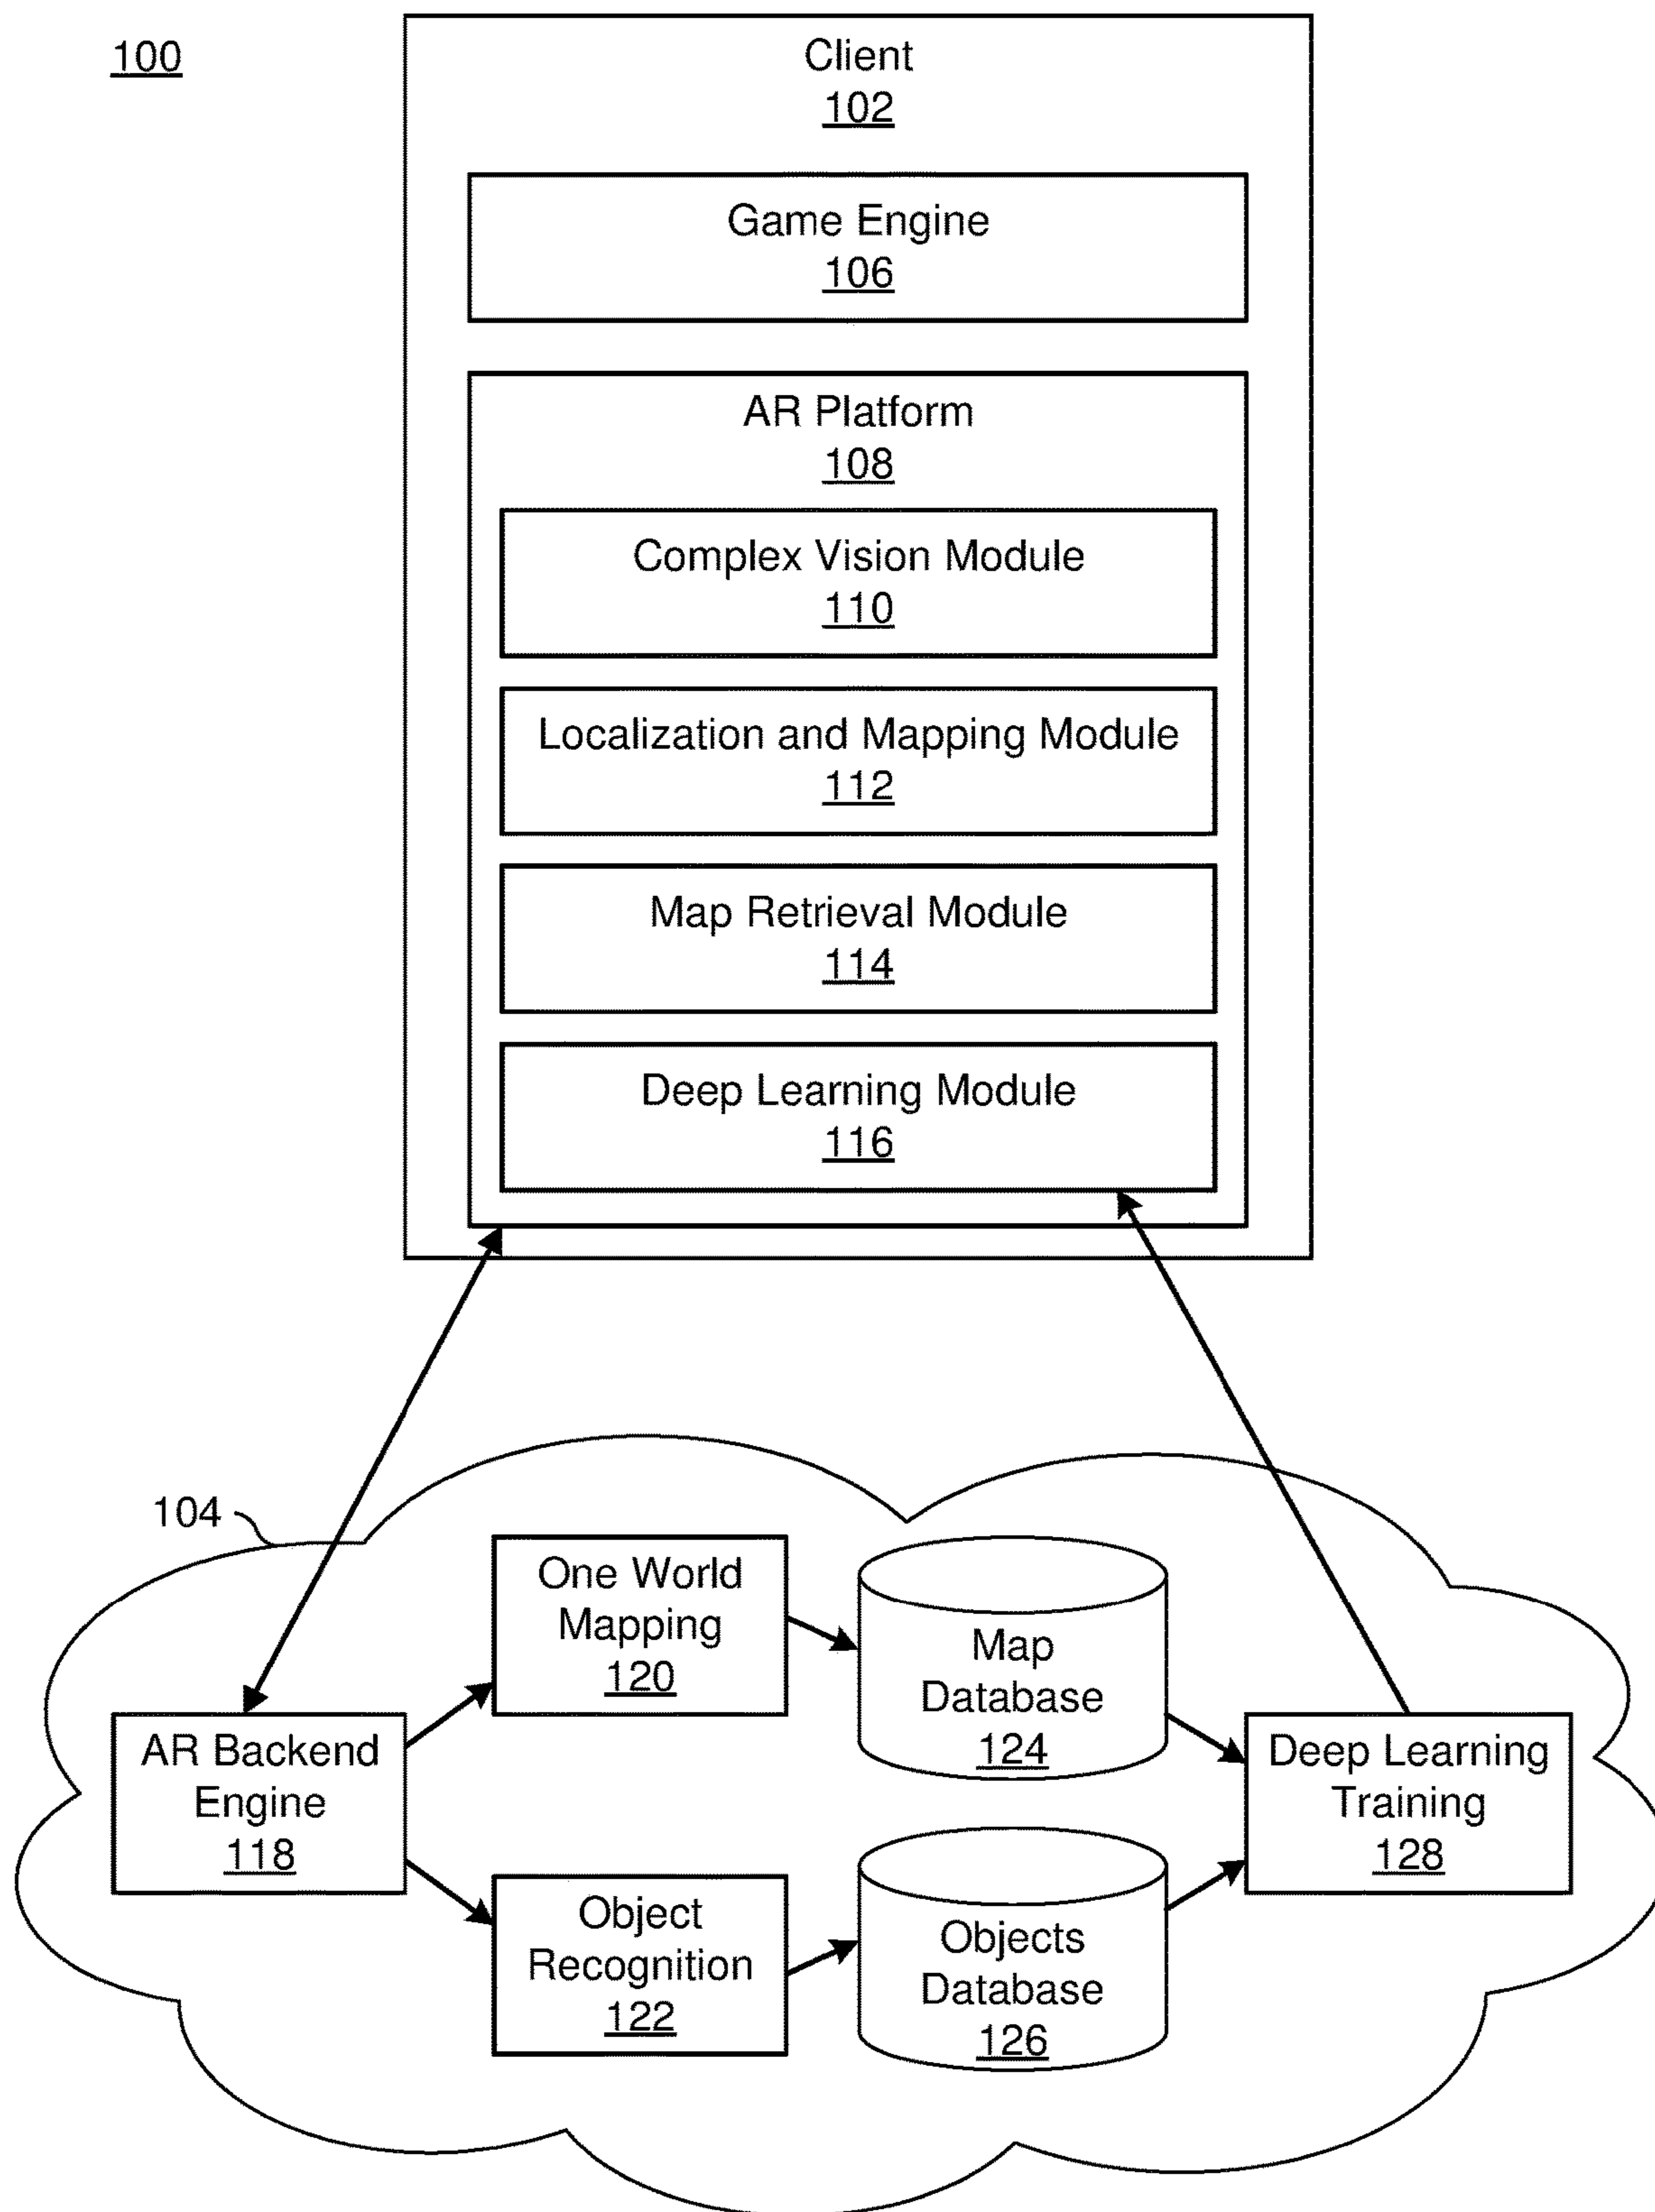 100
Client
102
Game Engine
106
AR Platform
108
Complex Vision Module
110
Localization and Mapping Module
112
Map Retrieval Module
114
Deep Learning Module
116
104
One World
Mapping
120
Map
Database
124
AR Backend
Engine
118
Deep Learning
Training
128
Object
Recognition
122
Objects
Database
126